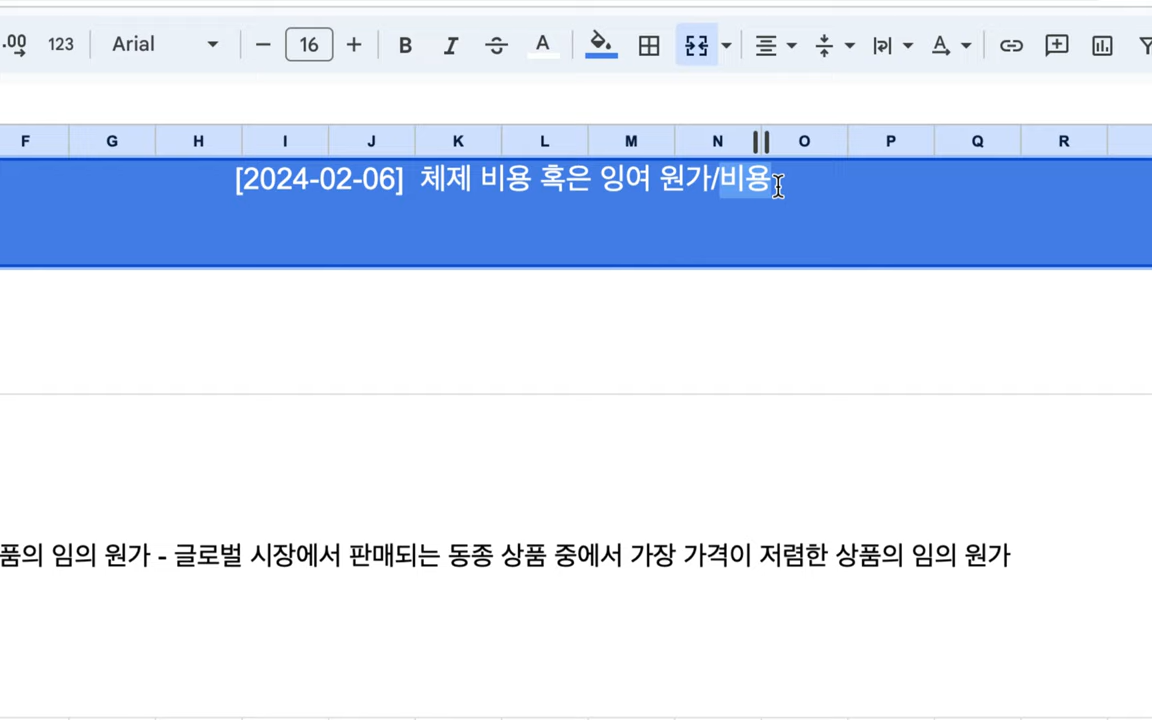 .00
123
Arial
16
B
I
A
A
F G H I J K L M N O P Q R
[2024-02-06] 체제 비용 혹은 잉여 원가/비용
품의 임의 원가 - 글로벌 시장에서 판매되는 동종 상품 중에서 가장 가격이 저렴한 상품의 임의 원가